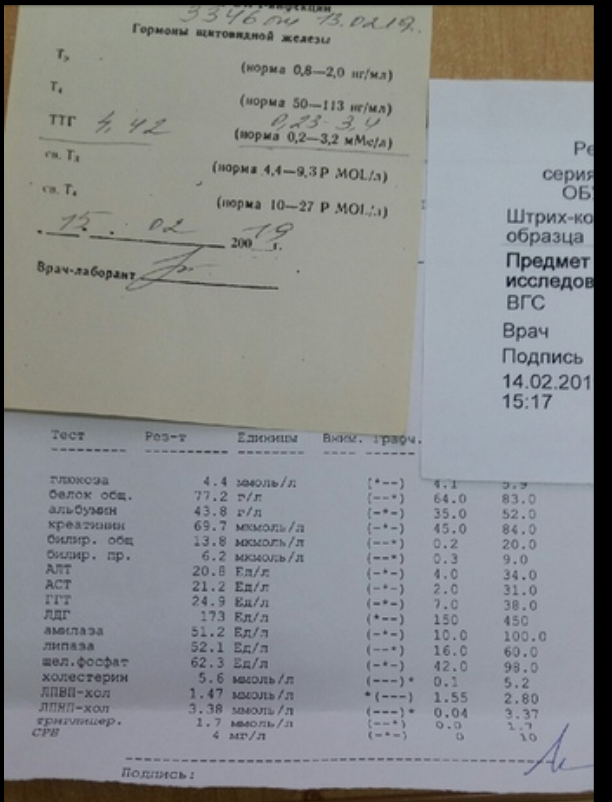 3346 от 13.02.19.
Гормоны щитовидной железы
Т₃ (норма 0,8—2,0 нг/мл)
Т₄ (норма 50—113 нг/мл)
0,23-3,4
ТТГ 4,42 (норма 0,2—3,2 мМе/л)
св. Т₃ (норма 4,4—9,3 Р MOL/л)
св. Т₄ (норма 10—27 Р MOL/л)
15. 02 200 19 г.
Врач-лаборант
Ре
серия
ОБ
Штрих-ко
образца
Предмет
исследов
ВГС
Врач
Подпись
14.02.201
15:17
Тест Рез-т Единицы Вним. Графч.
глюкоза 4.4 ммоль/л (*--) 4.1 5.9
белок общ. 77.2 г/л (--*) 64.0 83.0
альбумин 43.8 г/л (-*-) 35.0 52.0
креатинин 69.7 мкмоль/л (-*-) 45.0 84.0
билир. общ 13.8 мкмоль/л (--*) 0.2 20.0
билир. пр. 6.2 мкмоль/л (--*) 0.3 9.0
АЛТ 20.8 Ед/л (-*-) 4.0 34.0
АСТ 21.2 Ед/л (-*-) 2.0 31.0
ГГТ 24.9 Ед/л (-*-) 7.0 38.0
ЛДГ 173 Ед/л (*--) 150 450
амилаза 51.2 Ед/л (-*-) 10.0 100.0
липаза 52.1 Ед/л (--*) 16.0 60.0
щел.фосфат 62.3 Ед/л (-*-) 42.0 98.0
холестерин 5.6 ммоль/л (---)* 0.1 5.2
ЛПВП-хол 1.47 ммоль/л *(---) 1.55 2.80
ЛПНП-хол 3.38 ммоль/л (---)* 0.04 3.37
триглицер. 1.7 ммоль/л (--*) 0.0 1.7
СРБ 4 мг/л (-*-) 0 10
Подпись: